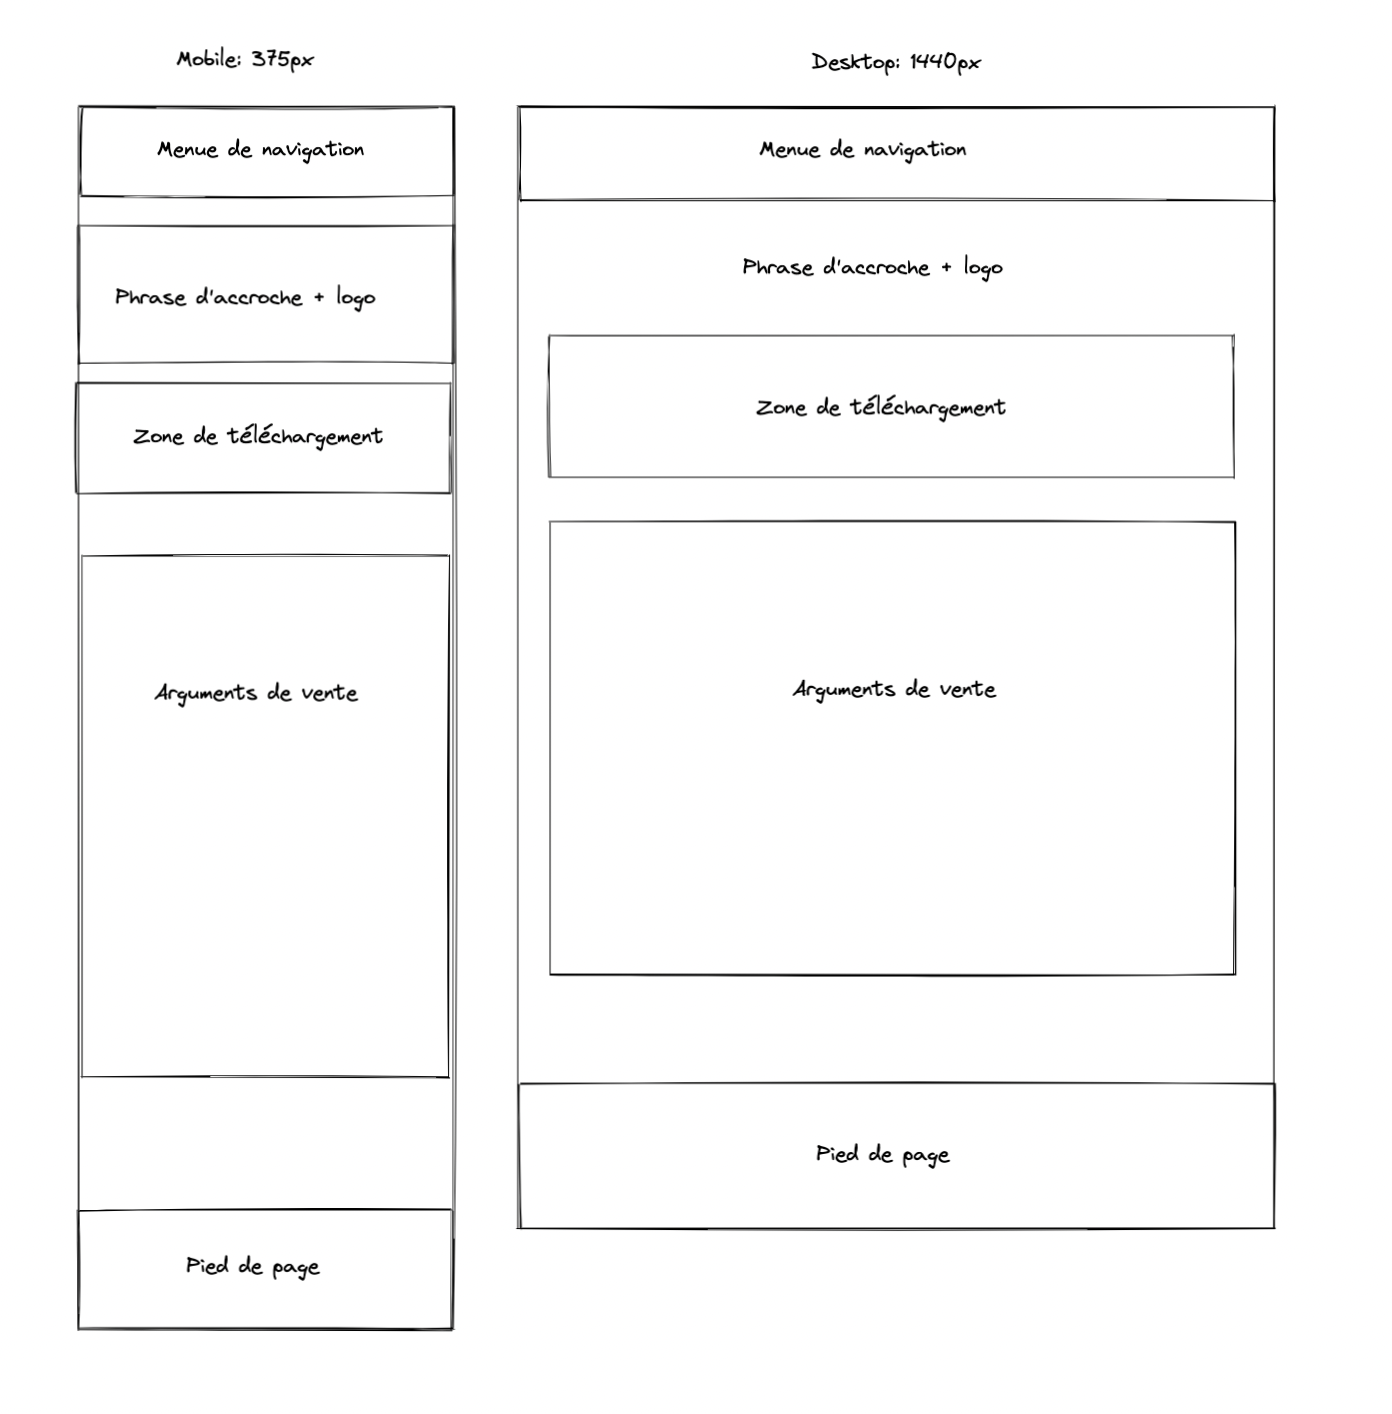 Mobile: 375px
Menue de navigation
Phrase d'accroche + logo
Zone de téléchargement
Arguments de vente
Pied de page
Desktop: 1440px
Menue de navigation
Phrase d'accroche + logo
Zone de téléchargement
Arguments de vente
Pied de page